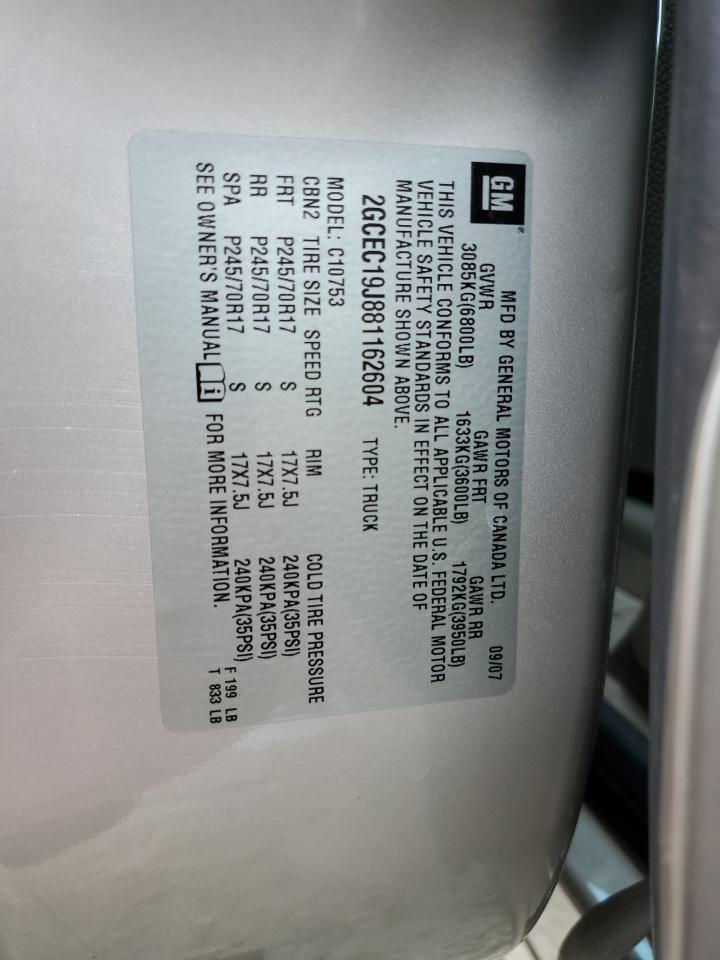 GM® MFD BY GENERAL MOTORS OF CANADA LTD. 09/07
GVWR GAWR FRT GAWR RR
3085KG(6800LB) 1633KG(3600LB) 1792KG(3950LB)
THIS VEHICLE CONFORMS TO ALL APPLICABLE U.S. FEDERAL MOTOR
VEHICLE SAFETY STANDARDS IN EFFECT ON THE DATE OF
MANUFACTURE SHOWN ABOVE.
2GCEC19J881162604 TYPE: TRUCK
MODEL: C10753
CBN2 TIRE SIZE SPEED RTG RIM COLD TIRE PRESSURE
FRT P245/70R17 S 17X7.5J 240KPA(35PSI)
RR P245/70R17 S 17X7.5J 240KPA(35PSI)
SPA P245/70R17 S 17X7.5J 240KPA(35PSI)
SEE OWNER'S MANUAL i FOR MORE INFORMATION.
F 199 LB
T 833 LB